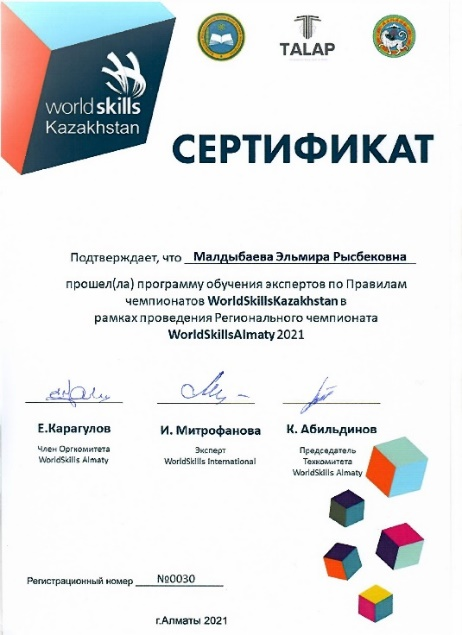 world skills
Kazakhstan
TALAP
СЕРТИФИКАТ
Подтверждает, что Малдыбаева Эльмира Рысбековна
прошел(ла) программу обучения экспертов по Правилам
чемпионатов WorldSkillsKazakhstan в
рамках проведения Регионального чемпионата
WorldSkillsAlmaty 2021
Е.Карагулов
И. Митрофанова
К. Абильдинов
Член Оргкомитета
WorldSkills Almaty
Эксперт
WorldSkills International
Председатель
Техкомитета
WorldSkills Almaty
Регистрационный номер №0030
г.Алматы 2021